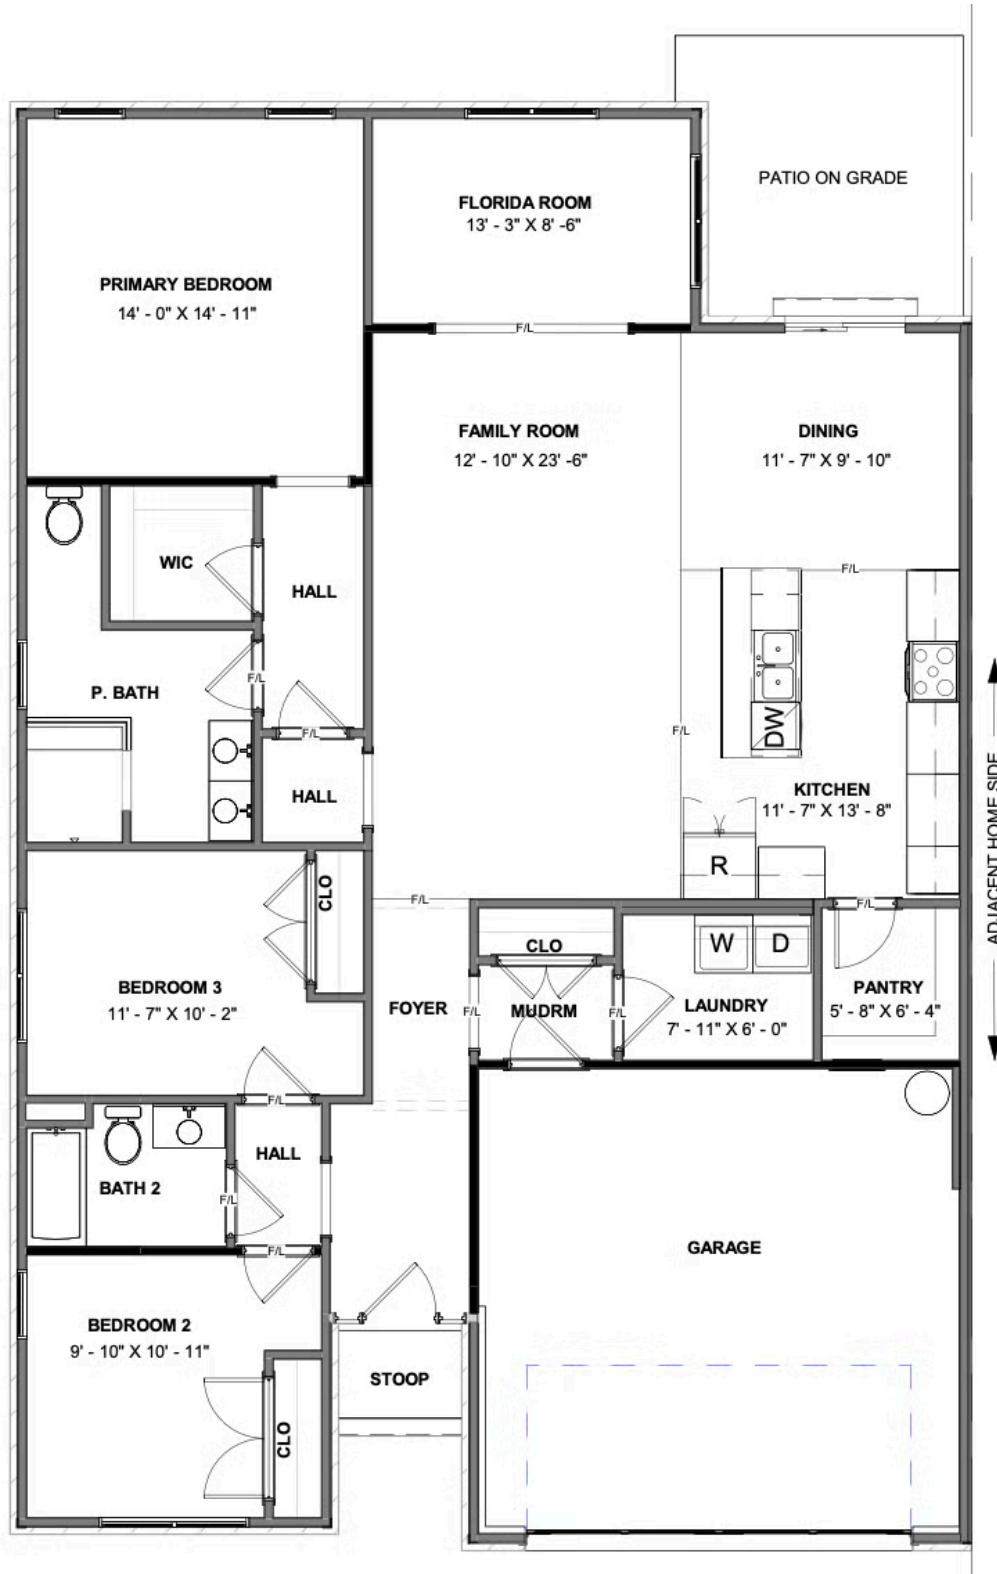 PATIO ON GRADE
FLORIDA ROOM
13' - 3" X 8' -6"
PRIMARY BEDROOM
14' - 0" X 14' - 11"
F/L
FAMILY ROOM
12' - 10" X 23' -6"
DINING
11' - 7" X 9' - 10"
WIC
HALL
F/L
P. BATH
F/L
F/L
F/L
DW
HALL
KITCHEN
11' - 7" X 13' - 8"
R
ADJACENT HOME SIDE
CLO
F/L
F/L
BEDROOM 3
11' - 7" X 10' - 2"
FOYER
CLO
W
D
F/L
MUDRM
F/L
LAUNDRY
7' - 11" X 6' - 0"
PANTRY
5' - 8" X 6' - 4"
F/L
HALL
BATH 2
F/L
F/L
GARAGE
BEDROOM 2
9' - 10" X 10' - 11"
STOOP
CLO